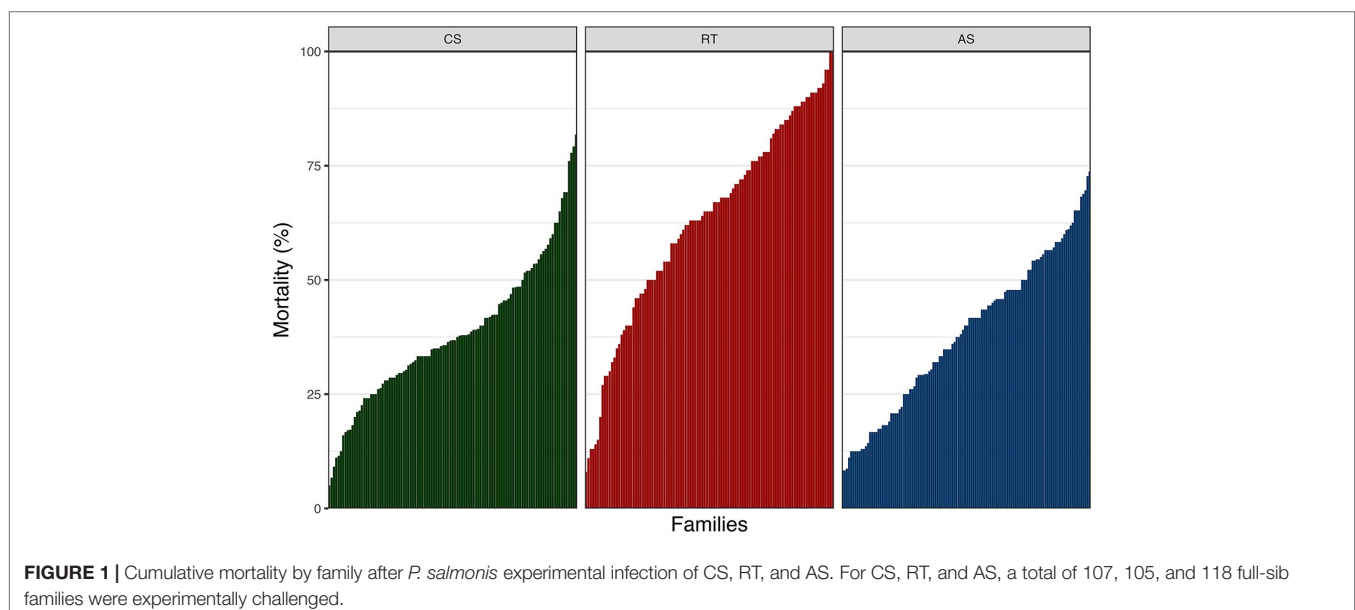 CS RT AS
100
75
50
25
0
Mortality (%)
Families
FIGURE 1 | Cumulative mortality by family after P. salmonis experimental infection of CS, RT, and AS. For CS, RT, and AS, a total of 107, 105, and 118 full-sib
families were experimentally challenged.